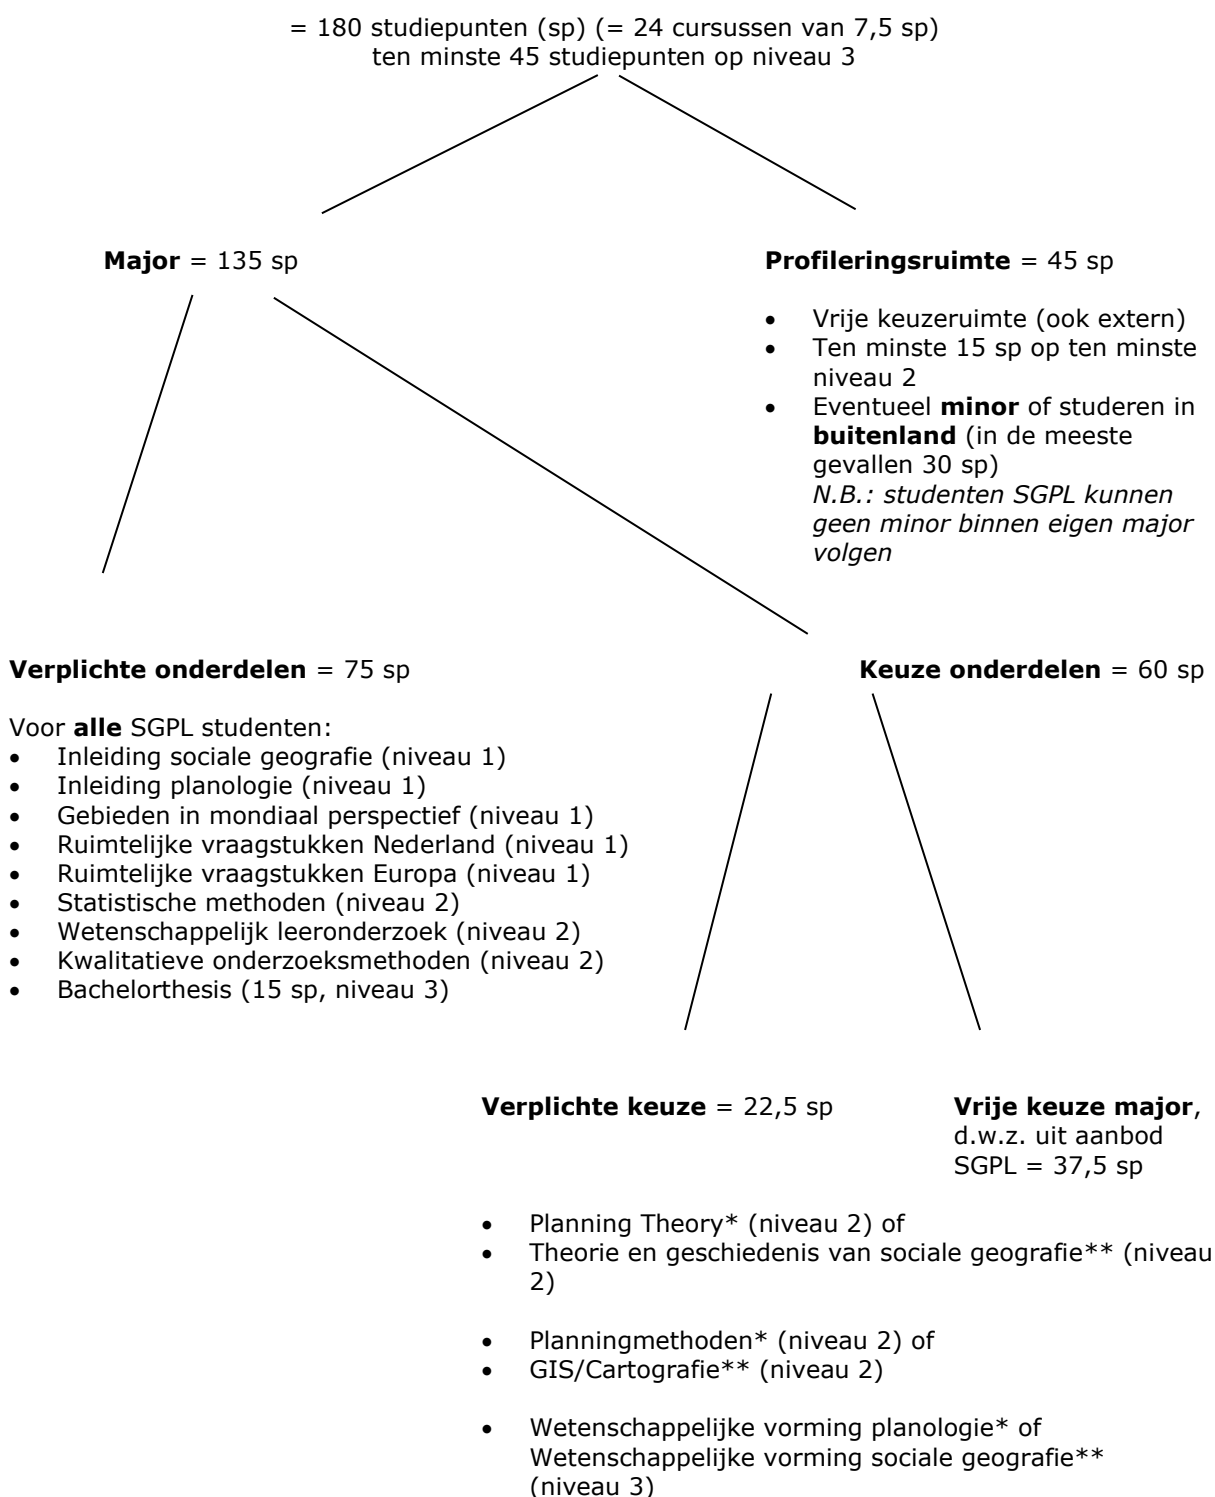 = 180 studiepunten (sp) (= 24 cursussen van 7,5 sp)
ten minste 45 studiepunten op niveau 3
Major = 135 sp
Profileringsruimte = 45 sp
• Vrije keuzeruimte (ook extern)
• Ten minste 15 sp op ten minste
niveau 2
• Eventueel minor of studeren in
buitenland (in de meeste
gevallen 30 sp)
N.B.: studenten SGPL kunnen
geen minor binnen eigen major
volgen
Verplichte onderdelen = 75 sp
Voor alle SGPL studenten:
• Inleiding sociale geografie (niveau 1)
• Inleiding planologie (niveau 1)
• Gebieden in mondiaal perspectief (niveau 1)
• Ruimtelijke vraagstukken Nederland (niveau 1)
• Ruimtelijke vraagstukken Europa (niveau 1)
• Statistische methoden (niveau 2)
• Wetenschappelijk leeronderzoek (niveau 2)
• Kwalitatieve onderzoeksmethoden (niveau 2)
• Bachelorthesis (15 sp, niveau 3)
Keuze onderdelen = 60 sp
Verplichte keuze = 22,5 sp
• Planning Theory* (niveau 2) of
• Theorie en geschiedenis van sociale geografie** (niveau
2)
• Planningmethoden* (niveau 2) of
• GIS/Cartografie** (niveau 2)
• Wetenschappelijke vorming planologie* of
Wetenschappelijke vorming sociale geografie**
(niveau 3)
Vrije keuze major,
d.w.z. uit aanbod
SGPL = 37,5 sp